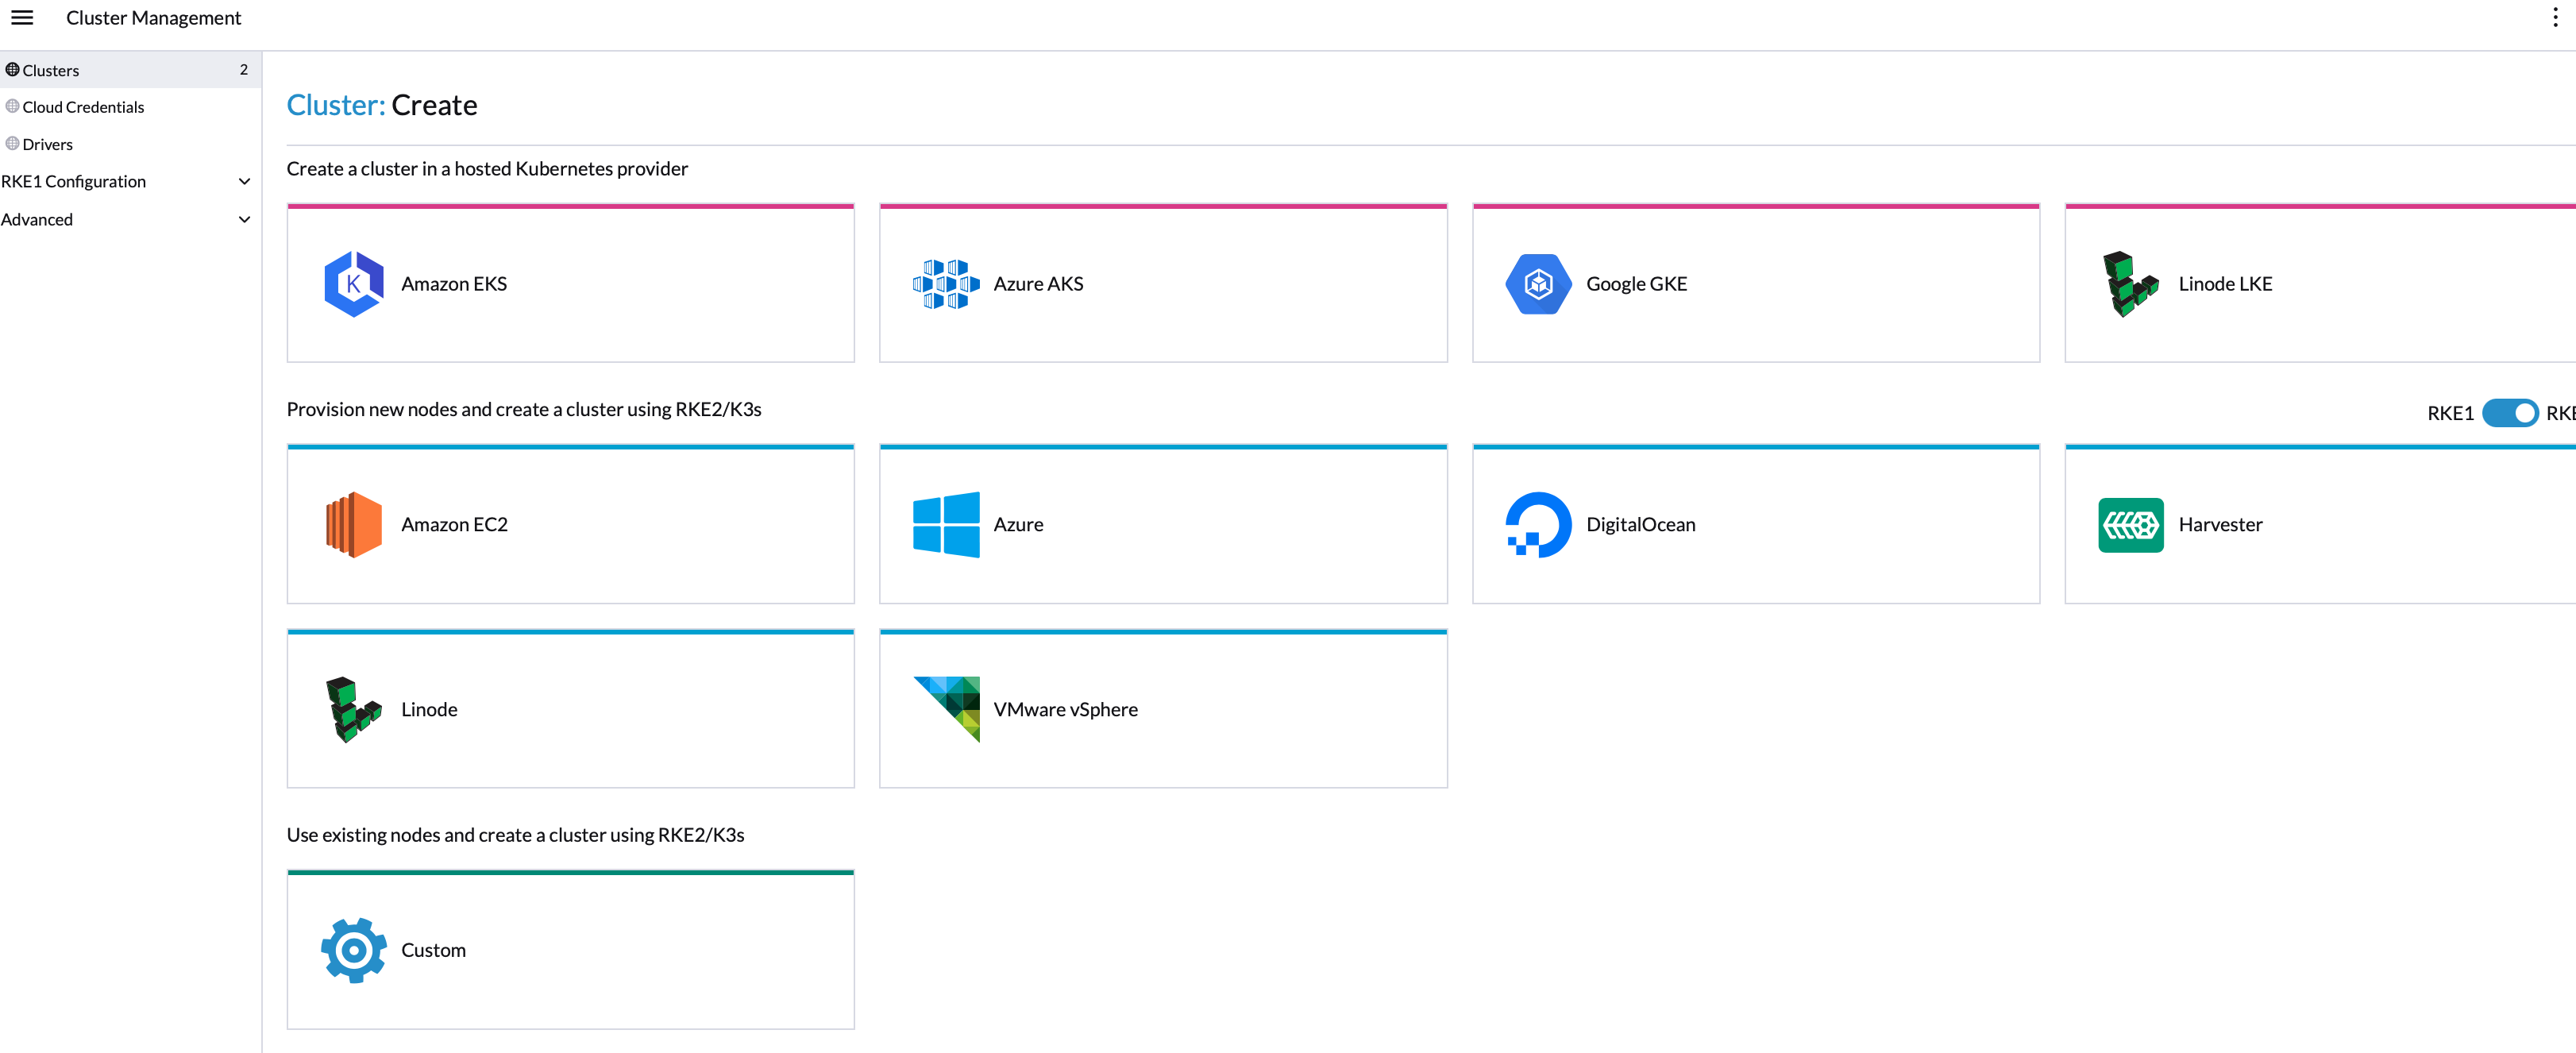 Cluster Management
Clusters 2
Cloud Credentials
Drivers
RKE1 Configuration
Advanced
Cluster: Create
Create a cluster in a hosted Kubernetes provider
K
Amazon EKS
Azure AKS
Google GKE
Linode LKE
Provision new nodes and create a cluster using RKE2/K3s
RKE1
Amazon EC2
Azure
DigitalOcean
Harvester
Linode
VMware vSphere
Use existing nodes and create a cluster using RKE2/K3s
Custom